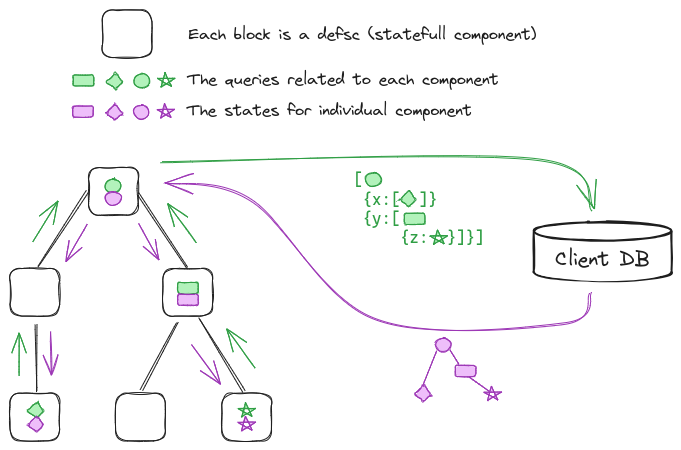 Each block is a defsc (statefull component)
The queries related to each component
The states for individual component
[
{x:[ ]}
{y:[
{z: }]}]
Client DB